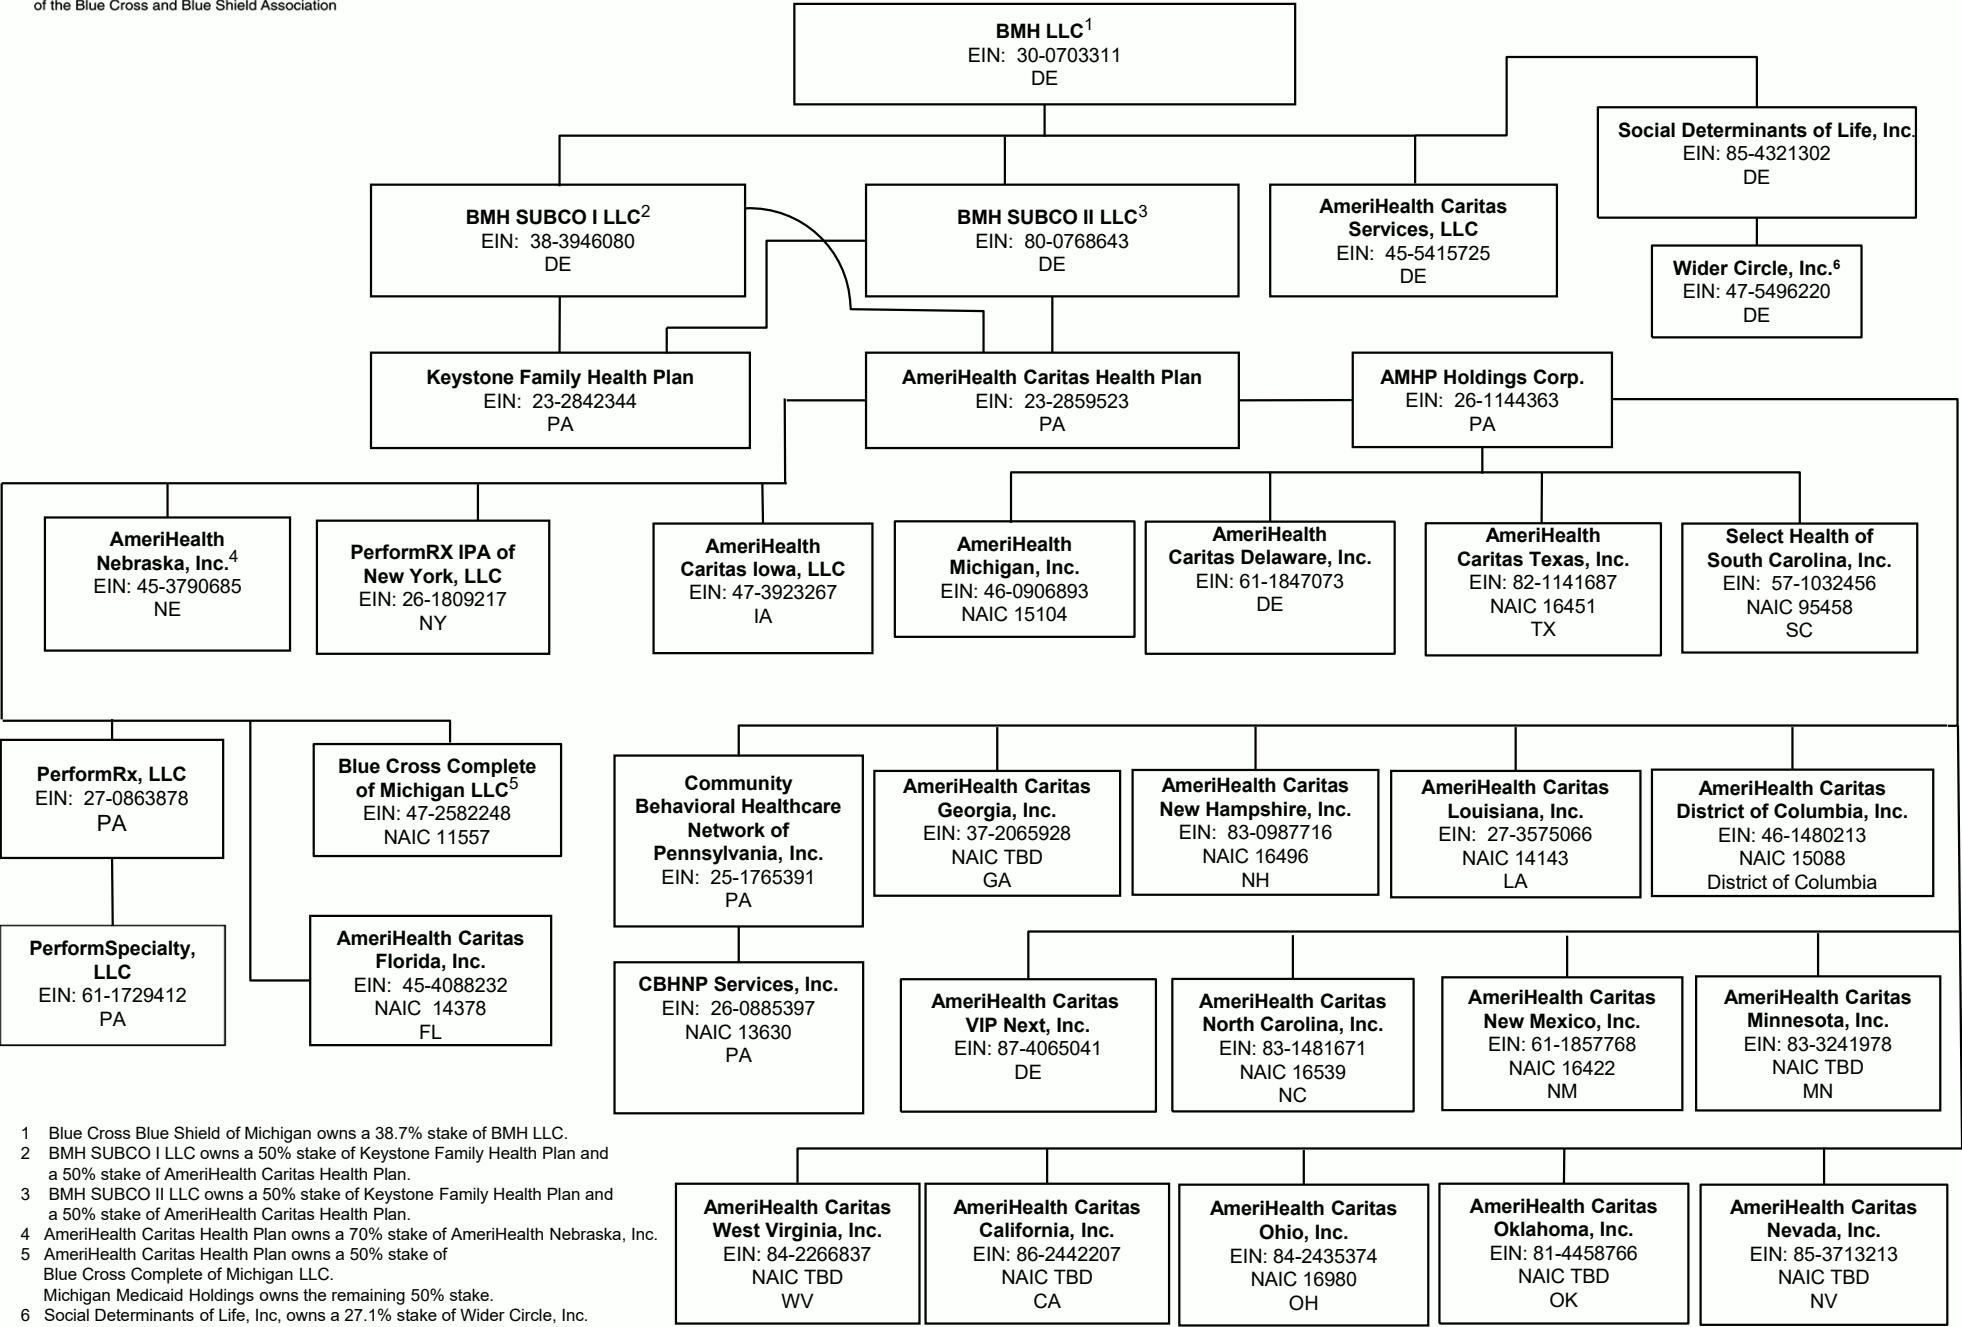 of the Blue Cross and Blue Shield Association
BMH LLC1
EIN: 30-0703311
DE
Social Determinants of Life, Inc.
EIN: 85-4321302
DE
BMH SUBCO I LLC2
EIN: 38-3946080
DE
BMH SUBCO II LLC3
EIN: 80-0768643
DE
AmeriHealth Caritas
Services, LLC
EIN: 45-5415725
DE
Wider Circle, Inc.6
EIN: 47-5496220
DE
Keystone Family Health Plan
EIN: 23-2842344
PA
AmeriHealth Caritas Health Plan
EIN: 23-2859523
PA
AMHP Holdings Corp.
EIN: 26-1144363
PA
AmeriHealth
Nebraska, Inc.4
EIN: 45-3790685
NE
PerformRX IPA of
New York, LLC
EIN: 26-1809217
NY
AmeriHealth
Caritas Iowa, LLC
EIN: 47-3923267
IA
AmeriHealth
Michigan, Inc.
EIN: 46-0906893
NAIC 15104
AmeriHealth
Caritas Delaware, Inc.
EIN: 61-1847073
DE
AmeriHealth
Caritas Texas, Inc.
EIN: 82-1141687
NAIC 16451
TX
Select Health of
South Carolina, Inc.
EIN: 57-1032456
NAIC 95458
SC
PerformRx, LLC
EIN: 27-0863878
PA
Blue Cross Complete
of Michigan LLC5
EIN: 47-2582248
NAIC 11557
Community
Behavioral Healthcare
Network of
Pennsylvania, Inc.
EIN: 25-1765391
PA
AmeriHealth Caritas
Georgia, Inc.
EIN: 37-2065928
NAIC TBD
GA
AmeriHealth Caritas
New Hampshire, Inc.
EIN: 83-0987716
NAIC 16496
NH
AmeriHealth Caritas
Louisiana, Inc.
EIN: 27-3575066
NAIC 14143
LA
AmeriHealth Caritas
District of Columbia, Inc.
EIN: 46-1480213
NAIC 15088
District of Columbia
PerformSpecialty,
LLC
EIN: 61-1729412
PA
AmeriHealth Caritas
Florida, Inc.
EIN: 45-4088232
NAIC 14378
FL
CBHNP Services, Inc.
EIN: 26-0885397
NAIC 13630
PA
AmeriHealth Caritas
VIP Next, Inc.
EIN: 87-4065041
DE
AmeriHealth Caritas
North Carolina, Inc.
EIN: 83-1481671
NAIC 16539
NC
AmeriHealth Caritas
New Mexico, Inc.
EIN: 61-1857768
NAIC 16422
NM
AmeriHealth Caritas
Minnesota, Inc.
EIN: 83-3241978
NAIC TBD
MN
1 Blue Cross Blue Shield of Michigan owns a 38.7% stake of BMH LLC.
2 BMH SUBCO I LLC owns a 50% stake of Keystone Family Health Plan and
a 50% stake of AmeriHealth Caritas Health Plan.
3 BMH SUBCO II LLC owns a 50% stake of Keystone Family Health Plan and
a 50% stake of AmeriHealth Caritas Health Plan.
4 AmeriHealth Caritas Health Plan owns a 70% stake of AmeriHealth Nebraska, Inc.
5 AmeriHealth Caritas Health Plan owns a 50% stake of
Blue Cross Complete of Michigan LLC.
Michigan Medicaid Holdings owns the remaining 50% stake.
6 Social Determinants of Life, Inc, owns a 27.1% stake of Wider Circle, Inc.
AmeriHealth Caritas
West Virginia, Inc.
EIN: 84-2266837
NAIC TBD
WV
AmeriHealth Caritas
California, Inc.
EIN: 86-2442207
NAIC TBD
CA
AmeriHealth Caritas
Ohio, Inc.
EIN: 84-2435374
NAIC 16980
OH
AmeriHealth Caritas
Oklahoma, Inc.
EIN: 81-4458766
NAIC TBD
OK
AmeriHealth Caritas
Nevada, Inc.
EIN: 85-3713213
NAIC TBD
NV